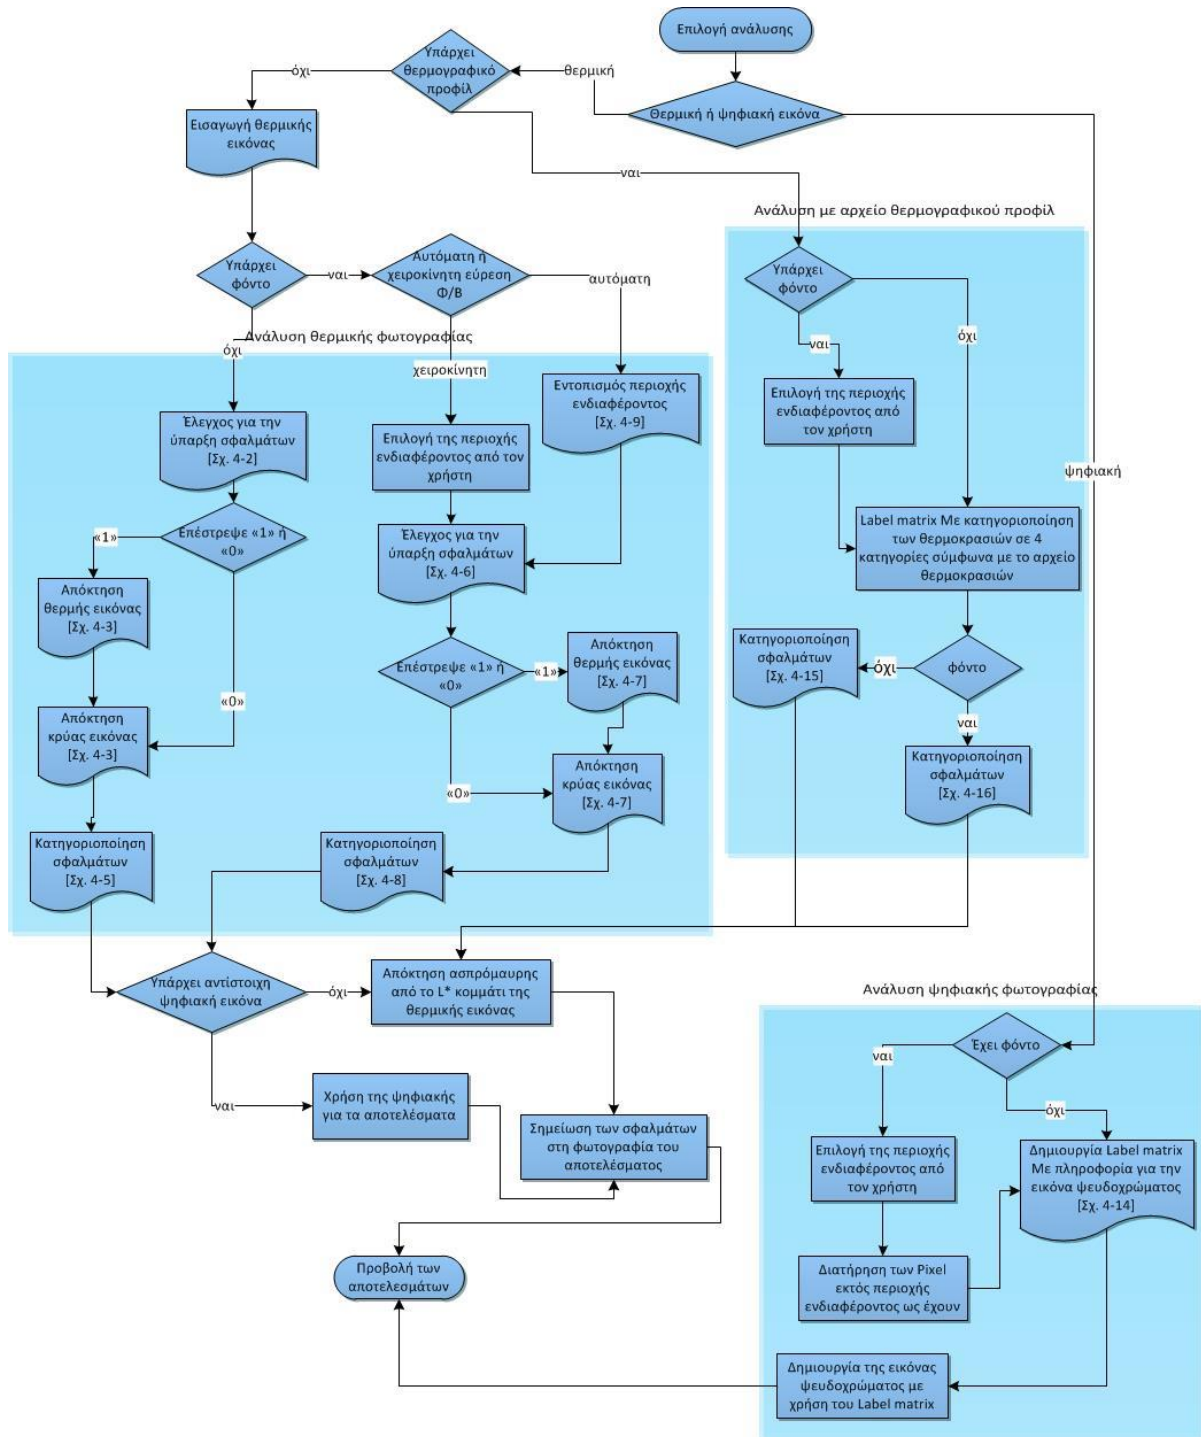 Επιλογή ανάλυσης
Υπάρχει
θερμογραφικό
προφίλ
όχι
θερμική
Θερμική ή ψηφιακή εικόνα
Εισαγωγή θερμικής
εικόνας
ναι
Ανάλυση με αρχείο θερμογραφικού προφίλ
Υπάρχει
φόντο
ναι
Αυτόματη ή
χειροκίνητη εύρεση
Φ/Β
αυτόματη
Υπάρχει
φόντο
όχι
ναι
Ανάλυση θερμικής φωτογραφίας
όχι
χειροκίνητη
Εντοπισμός περιοχής
ενδιαφέροντος
[Σχ. 4-9]
Επιλογή της περιοχής
ενδιαφέροντος από
τον χρήστη
Έλεγχος για την
ύπαρξη σφαλμάτων
[Σχ. 4-2]
Επιλογή της περιοχής
ενδιαφέροντος από τον
χρήστη
ψηφιακή
Επέστρεψε «1» ή
«0»
«1»
Έλεγχος για την
ύπαρξη σφαλμάτων
[Σχ. 4-6]
Label matrix Με κατηγοριοποίηση
των θερμοκρασιών σε 4
κατηγορίες σύμφωνα με το αρχείο
θερμοκρασιών
Απόκτηση
θερμής εικόνας
[Σχ. 4-3]
Επέστρεψε «1» ή
«0»
«1»
Απόκτηση
θερμής εικόνας
[Σχ. 4-7]
Κατηγοριοποίηση
σφαλμάτων
[Σχ. 4-15]
όχι
φόντο
«0»
ναι
Απόκτηση
κρύας εικόνας
[Σχ. 4-3]
«0»
Απόκτηση
κρύας εικόνας
[Σχ. 4-7]
Κατηγοριοποίηση
σφαλμάτων
[Σχ. 4-16]
Κατηγοριοποίηση
σφαλμάτων
[Σχ. 4-5]
Κατηγοριοποίηση
σφαλμάτων
[Σχ. 4-8]
Υπάρχει αντίστοιχη
ψηφιακή εικόνα
όχι
Απόκτηση ασπρόμαυρης
από το L* κομμάτι της
θερμικής εικόνας
Ανάλυση ψηφιακής φωτογραφίας
Έχει φόντο
ναι
όχι
ναι
Χρήση της ψηφιακής
για τα αποτελέσματα
Σημείωση των σφαλμάτων
στη φωτογραφία του
αποτελέσματος
Επιλογή της περιοχής
ενδιαφέροντος από
τον χρήστη
Δημιουργία Label matrix
Με πληροφορία για την
εικόνα ψευδοχρώματος
[Σχ. 4-14]
Προβολή των
αποτελεσμάτων
Διατήρηση των Pixel
εκτός περιοχής
ενδιαφέροντος ως έχουν
Δημιουργία της εικόνας
ψευδοχρώματος με
χρήση του Label matrix